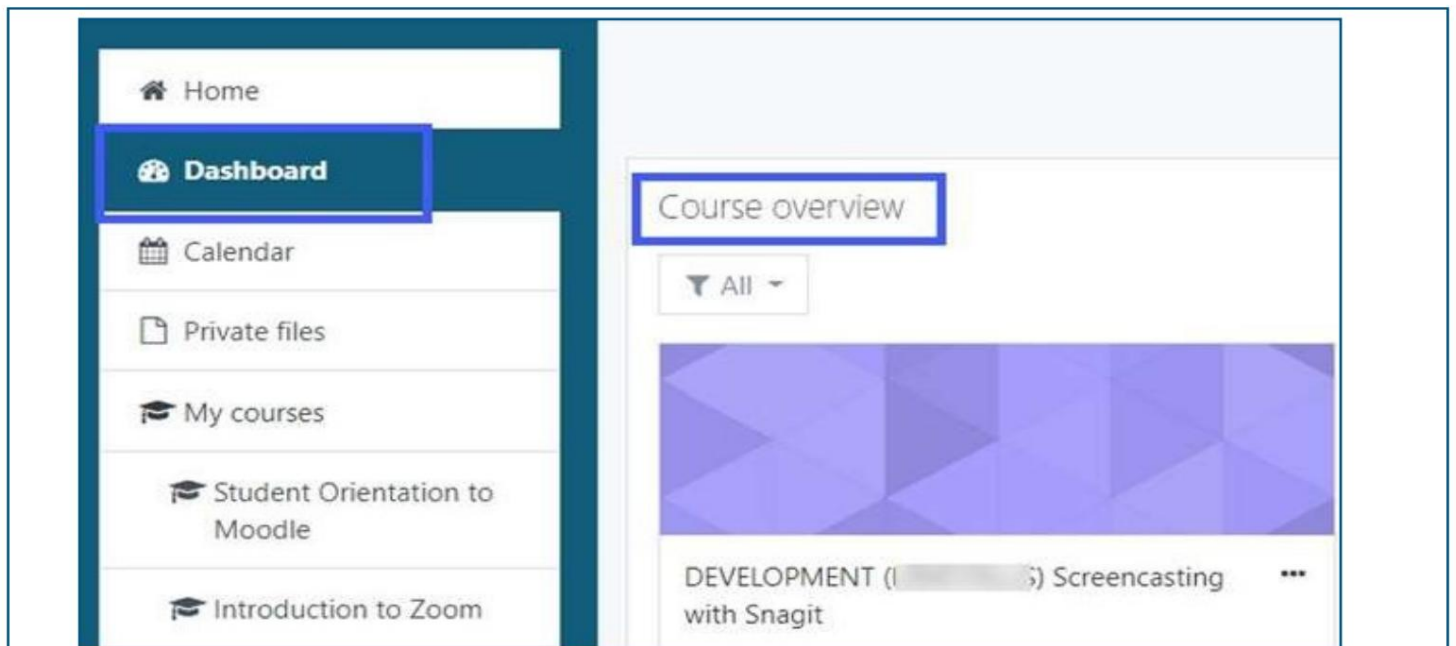 Home
Dashboard
Calendar
Private files
My courses
Student Orientation to
Moodle
Introduction to Zoom
Course overview
All
DEVELOPMENT ( ) Screencasting
with Snagit